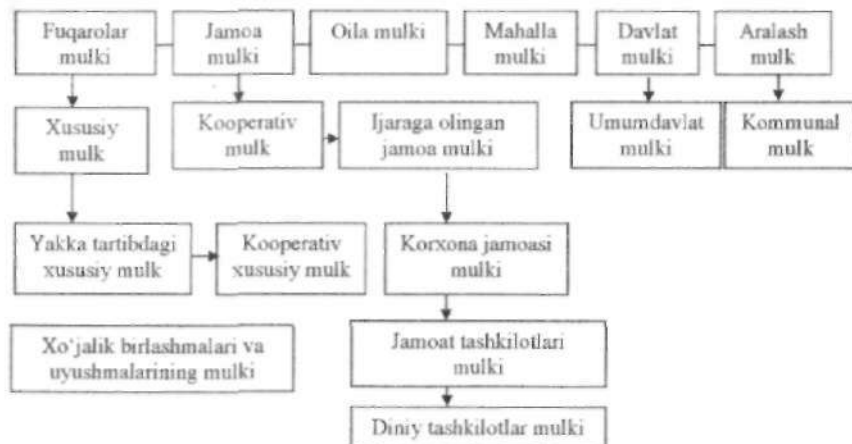 Fuqarolar
mulki
Jamoa
mulki
Oila mulki
Mahalla
mulki
Davlat
mulki
Aralash
mulk
Xususiy
mulk
Kooperativ
mulk
Ijaraga olingan
jamoa mulki
Umumdavlat
mulki
Kommunal
mulk
Yakka tartibdagi
xususiy mulk
Kooperativ
xususiy mulk
Korxona jamoasi
mulki
Xo‘jalik birlashmalari va
uyushmalarining mulki
Jamoat tashkilotlari
mulki
Diniy tashkilotlar mulki